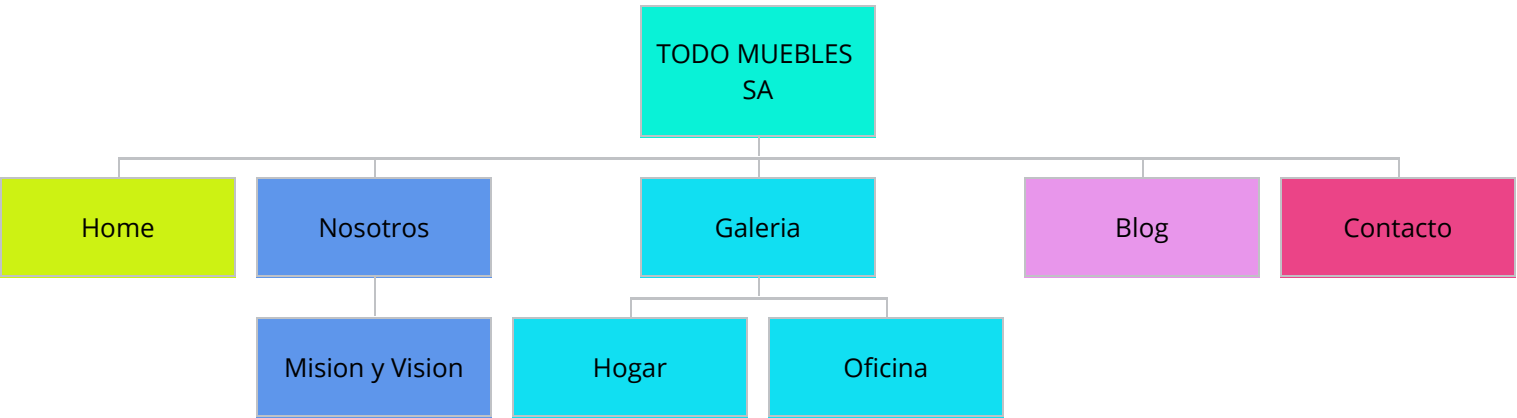 TODO MUEBLES
SA
Home
Nosotros
Galeria
Blog
Contacto
Mision y Vision
Hogar
Oficina